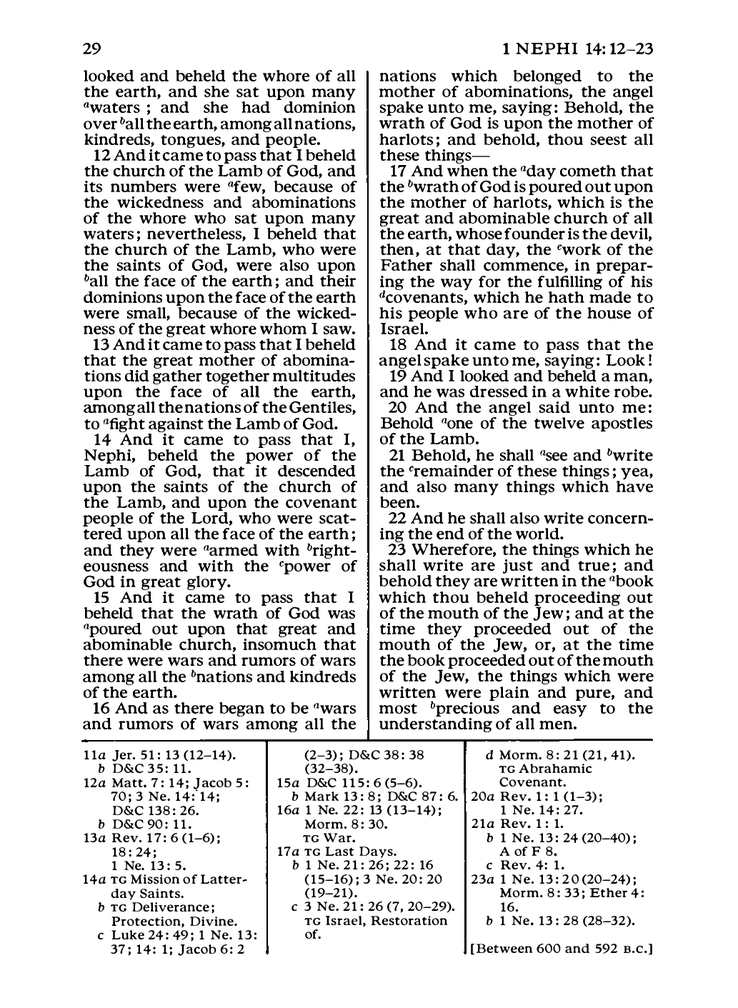 29
1 NEPHI 14:12–23
looked and beheld the whore of all
the earth, and she sat upon many
ᵃwaters ; and she had dominion
over ᵇall the earth, among all nations,
kindreds, tongues, and people.
12 And it came to pass that I beheld
the church of the Lamb of God, and
its numbers were ᵃfew, because of
the wickedness and abominations
of the whore who sat upon many
waters; nevertheless, I beheld that
the church of the Lamb, who were
the saints of God, were also upon
ᵇall the face of the earth; and their
dominions upon the face of the earth
were small, because of the wicked-
ness of the great whore whom I saw.
13 And it came to pass that I beheld
that the great mother of abomina-
tions did gather together multitudes
upon the face of all the earth,
among all the nations of the Gentiles,
to ᵃfight against the Lamb of God.
14 And it came to pass that I,
Nephi, beheld the power of the
Lamb of God, that it descended
upon the saints of the church of
the Lamb, and upon the covenant
people of the Lord, who were scat-
tered upon all the face of the earth;
and they were ᵃarmed with ᵇright-
eousness and with the ᶜpower of
God in great glory.
15 And it came to pass that I
beheld that the wrath of God was
ᵃpoured out upon that great and
abominable church, insomuch that
there were wars and rumors of wars
among all the ᵇnations and kindreds
of the earth.
16 And as there began to be ᵃwars
and rumors of wars among all the
nations which belonged to the
mother of abominations, the angel
spake unto me, saying: Behold, the
wrath of God is upon the mother of
harlots; and behold, thou seest all
these things—
17 And when the ᵃday cometh that
the ᵇwrath of God is poured out upon
the mother of harlots, which is the
great and abominable church of all
the earth, whose founder is the devil,
then, at that day, the ᶜwork of the
Father shall commence, in prepar-
ing the way for the fulfilling of his
ᵈcovenants, which he hath made to
his people who are of the house of
Israel.
18 And it came to pass that the
angel spake unto me, saying: Look!
19 And I looked and beheld a man,
and he was dressed in a white robe.
20 And the angel said unto me:
Behold ᵃone of the twelve apostles
of the Lamb.
21 Behold, he shall ᵃsee and ᵇwrite
the ᶜremainder of these things; yea,
and also many things which have
been.
22 And he shall also write concern-
ing the end of the world.
23 Wherefore, the things which he
shall write are just and true; and
behold they are written in the ᵃbook
which thou beheld proceeding out
of the mouth of the Jew; and at the
time they proceeded out of the
mouth of the Jew, or, at the time
the book proceeded out of the mouth
of the Jew, the things which were
written were plain and pure, and
most ᵇprecious and easy to the
understanding of all men.
11a Jer. 51: 13 (12–14).
b D&C 35: 11.
12a Matt. 7: 14; Jacob 5:
70; 3 Ne. 14: 14;
D&C 138: 26.
b D&C 90: 11.
13a Rev. 17: 6 (1–6);
18: 24;
1 Ne. 13: 5.
14a TG Mission of Latter-
day Saints.
b TG Deliverance;
Protection, Divine.
c Luke 24: 49; 1 Ne. 13:
37; 14: 1; Jacob 6: 2
(2–3); D&C 38: 38
(32–38).
15a D&C 115: 6 (5–6).
b Mark 13: 8; D&C 87: 6.
16a 1 Ne. 22: 13 (13–14);
Morm. 8: 30.
TG War.
17a TG Last Days.
b 1 Ne. 21: 26; 22: 16
(15–16); 3 Ne. 20: 20
(19–21).
c 3 Ne. 21: 26 (7, 20–29).
TG Israel, Restoration
of.
d Morm. 8: 21 (21, 41).
TG Abrahamic
Covenant.
20a Rev. 1: 1 (1–3);
1 Ne. 14: 27.
21a Rev. 1: 1.
b 1 Ne. 13: 24 (20–40);
A of F 8.
c Rev. 4: 1.
23a 1 Ne. 13: 20 (20–24);
Morm. 8: 33; Ether 4:
16.
b 1 Ne. 13: 28 (28–32).
[Between 600 and 592 B.C.]